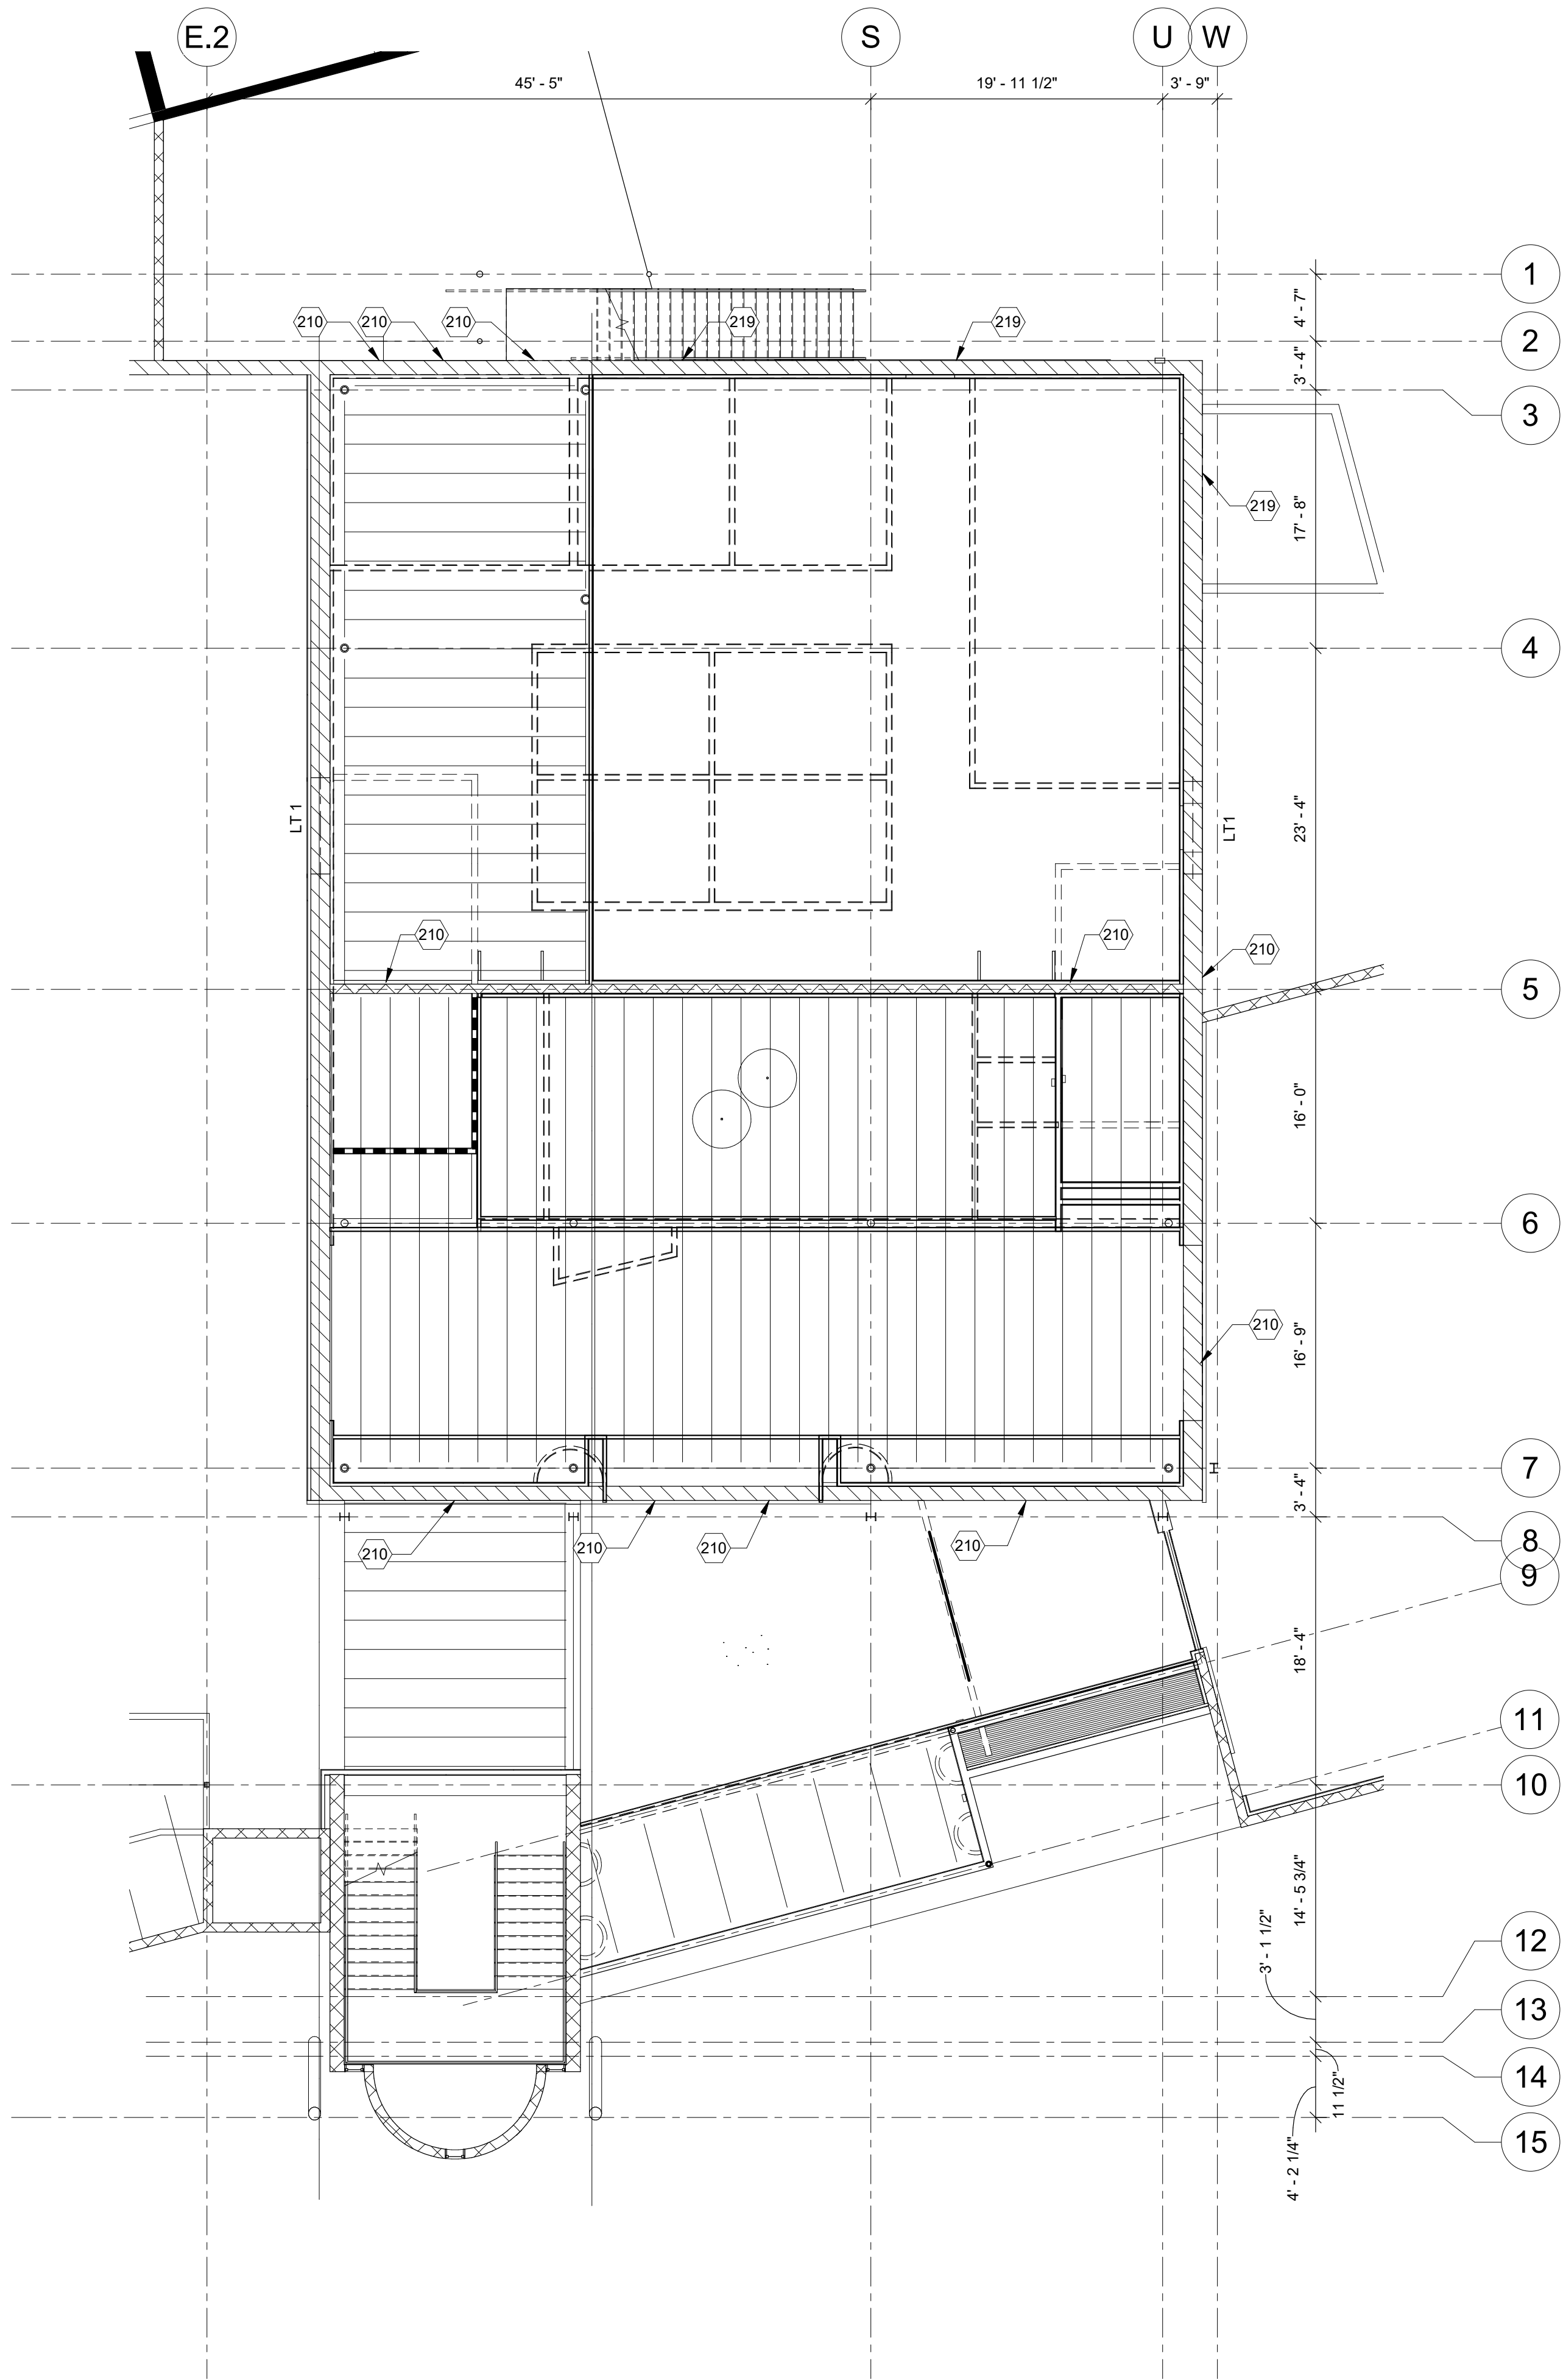 E.2
S
U
W
45' - 5"
19' - 11 1/2"
3' - 9"
1
4' - 7"
210
210
210
219
219
2
3' - 4"
3
17' - 8"
219
4
LT 1
LT1
23' - 4"
210
210
210
5
16' - 0"
6
210
16' - 9"
7
3' - 4"
210
210
210
210
8
9
18' - 4"
11
10
14' - 5 3/4"
3' - 1 1/2"
12
13
14
11 1/2"
15
4' - 2 1/4"